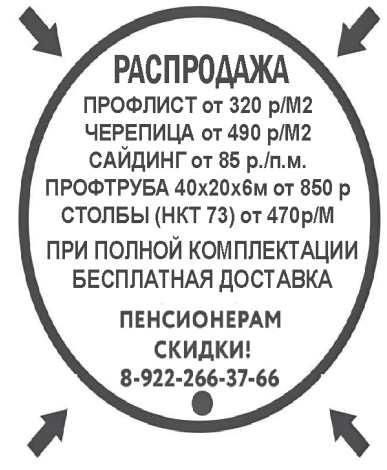 РАСПРОДАЖА
ПРОФЛИСТ от 320 р/М2
ЧЕРЕПИЦА от 490 р/М2
САЙДИНГ от 85 р./п.м.
ПРОФТРУБА 40х20х6м от 850 р
СТОЛБЫ (НКТ 73) от 470р/М
ПРИ ПОЛНОЙ КОМПЛЕКТАЦИИ
БЕСПЛАТНАЯ ДОСТАВКА
ПЕНСИОНЕРАМ
СКИДКИ!
8-922-266-37-66